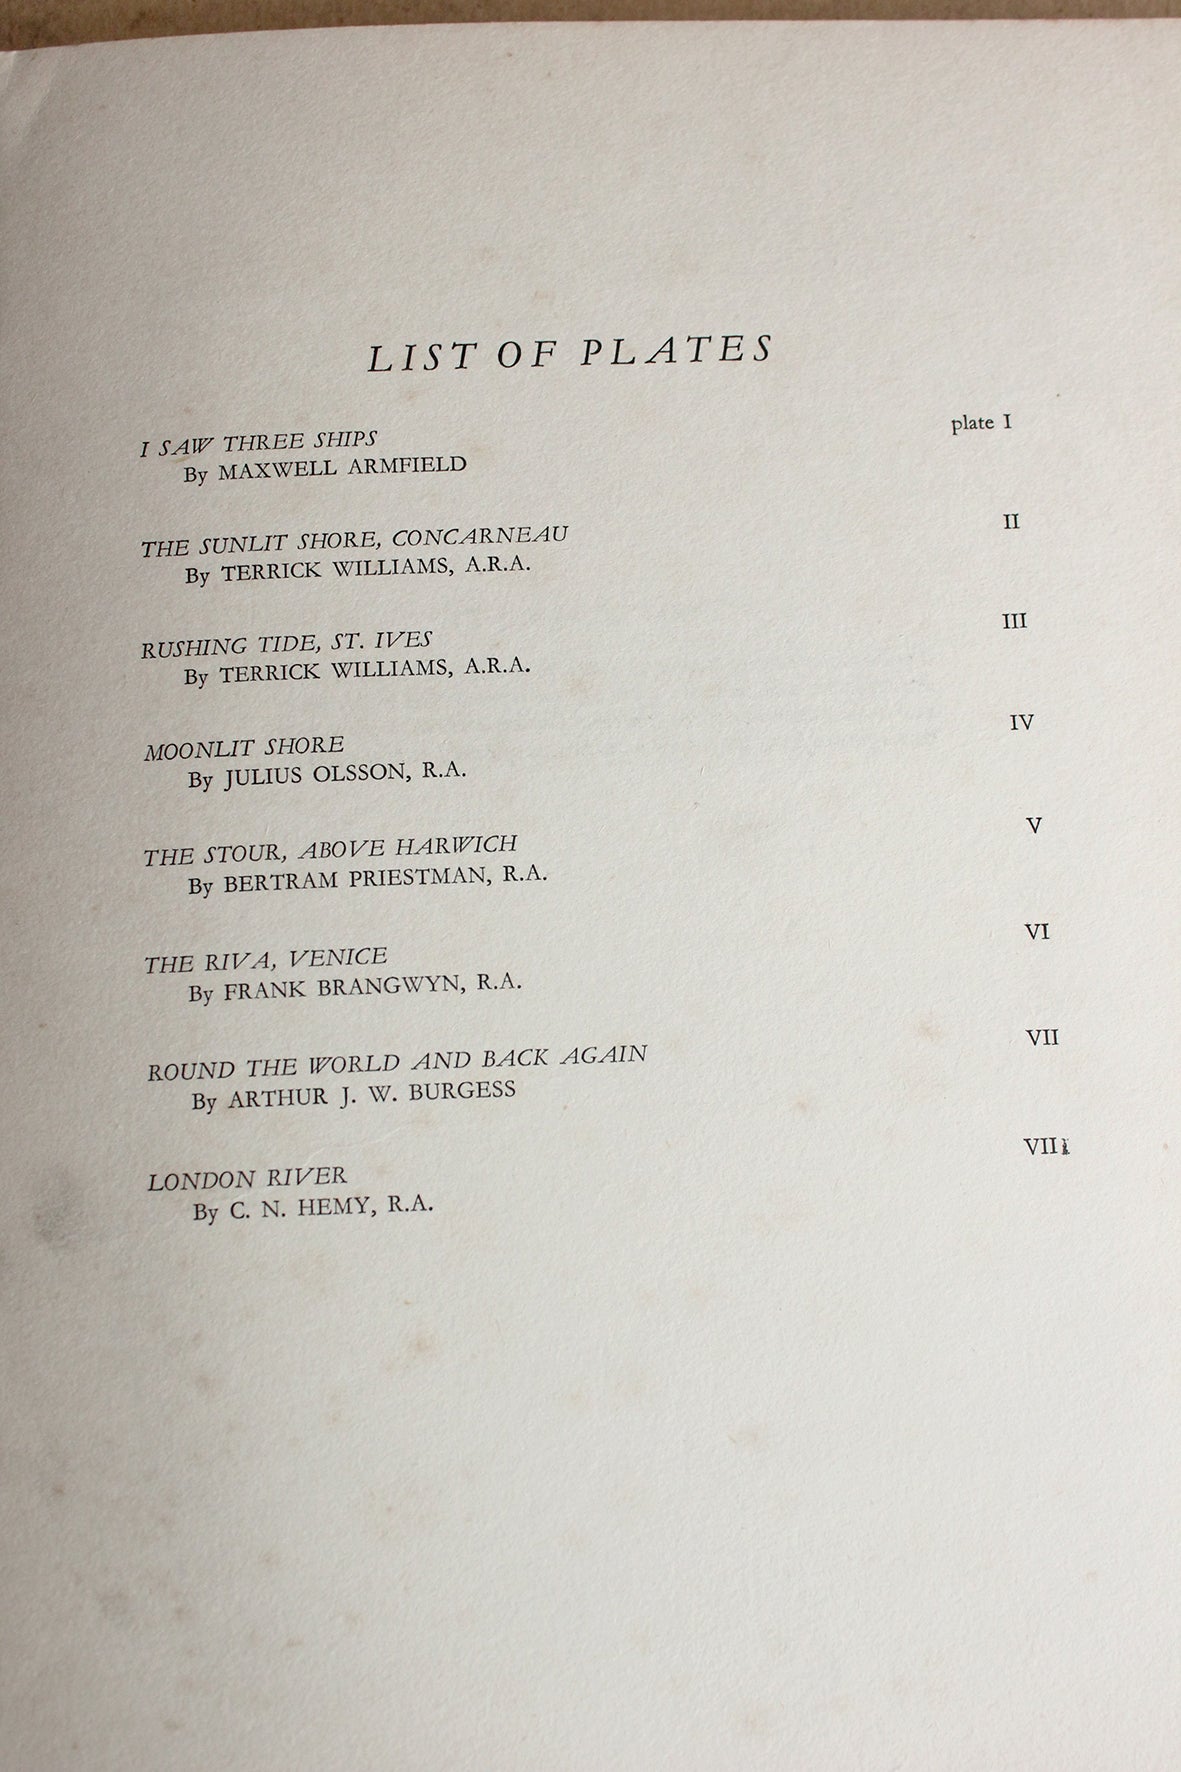 LIST OF PLATES
I SAW THREE SHIPS plate I
By MAXWELL ARMFIELD
THE SUNLIT SHORE, CONCARNEAU II
By TERRICK WILLIAMS, A.R.A.
RUSHING TIDE, ST. IVES III
By TERRICK WILLIAMS, A.R.A.
MOONLIT SHORE IV
By JULIUS OLSSON, R.A.
THE STOUR, ABOVE HARWICH V
By BERTRAM PRIESTMAN, R.A.
THE RIVA, VENICE VI
By FRANK BRANGWYN, R.A.
ROUND THE WORLD AND BACK AGAIN VII
By ARTHUR J. W. BURGESS
LONDON RIVER VIII
By C. N. HEMY, R.A.